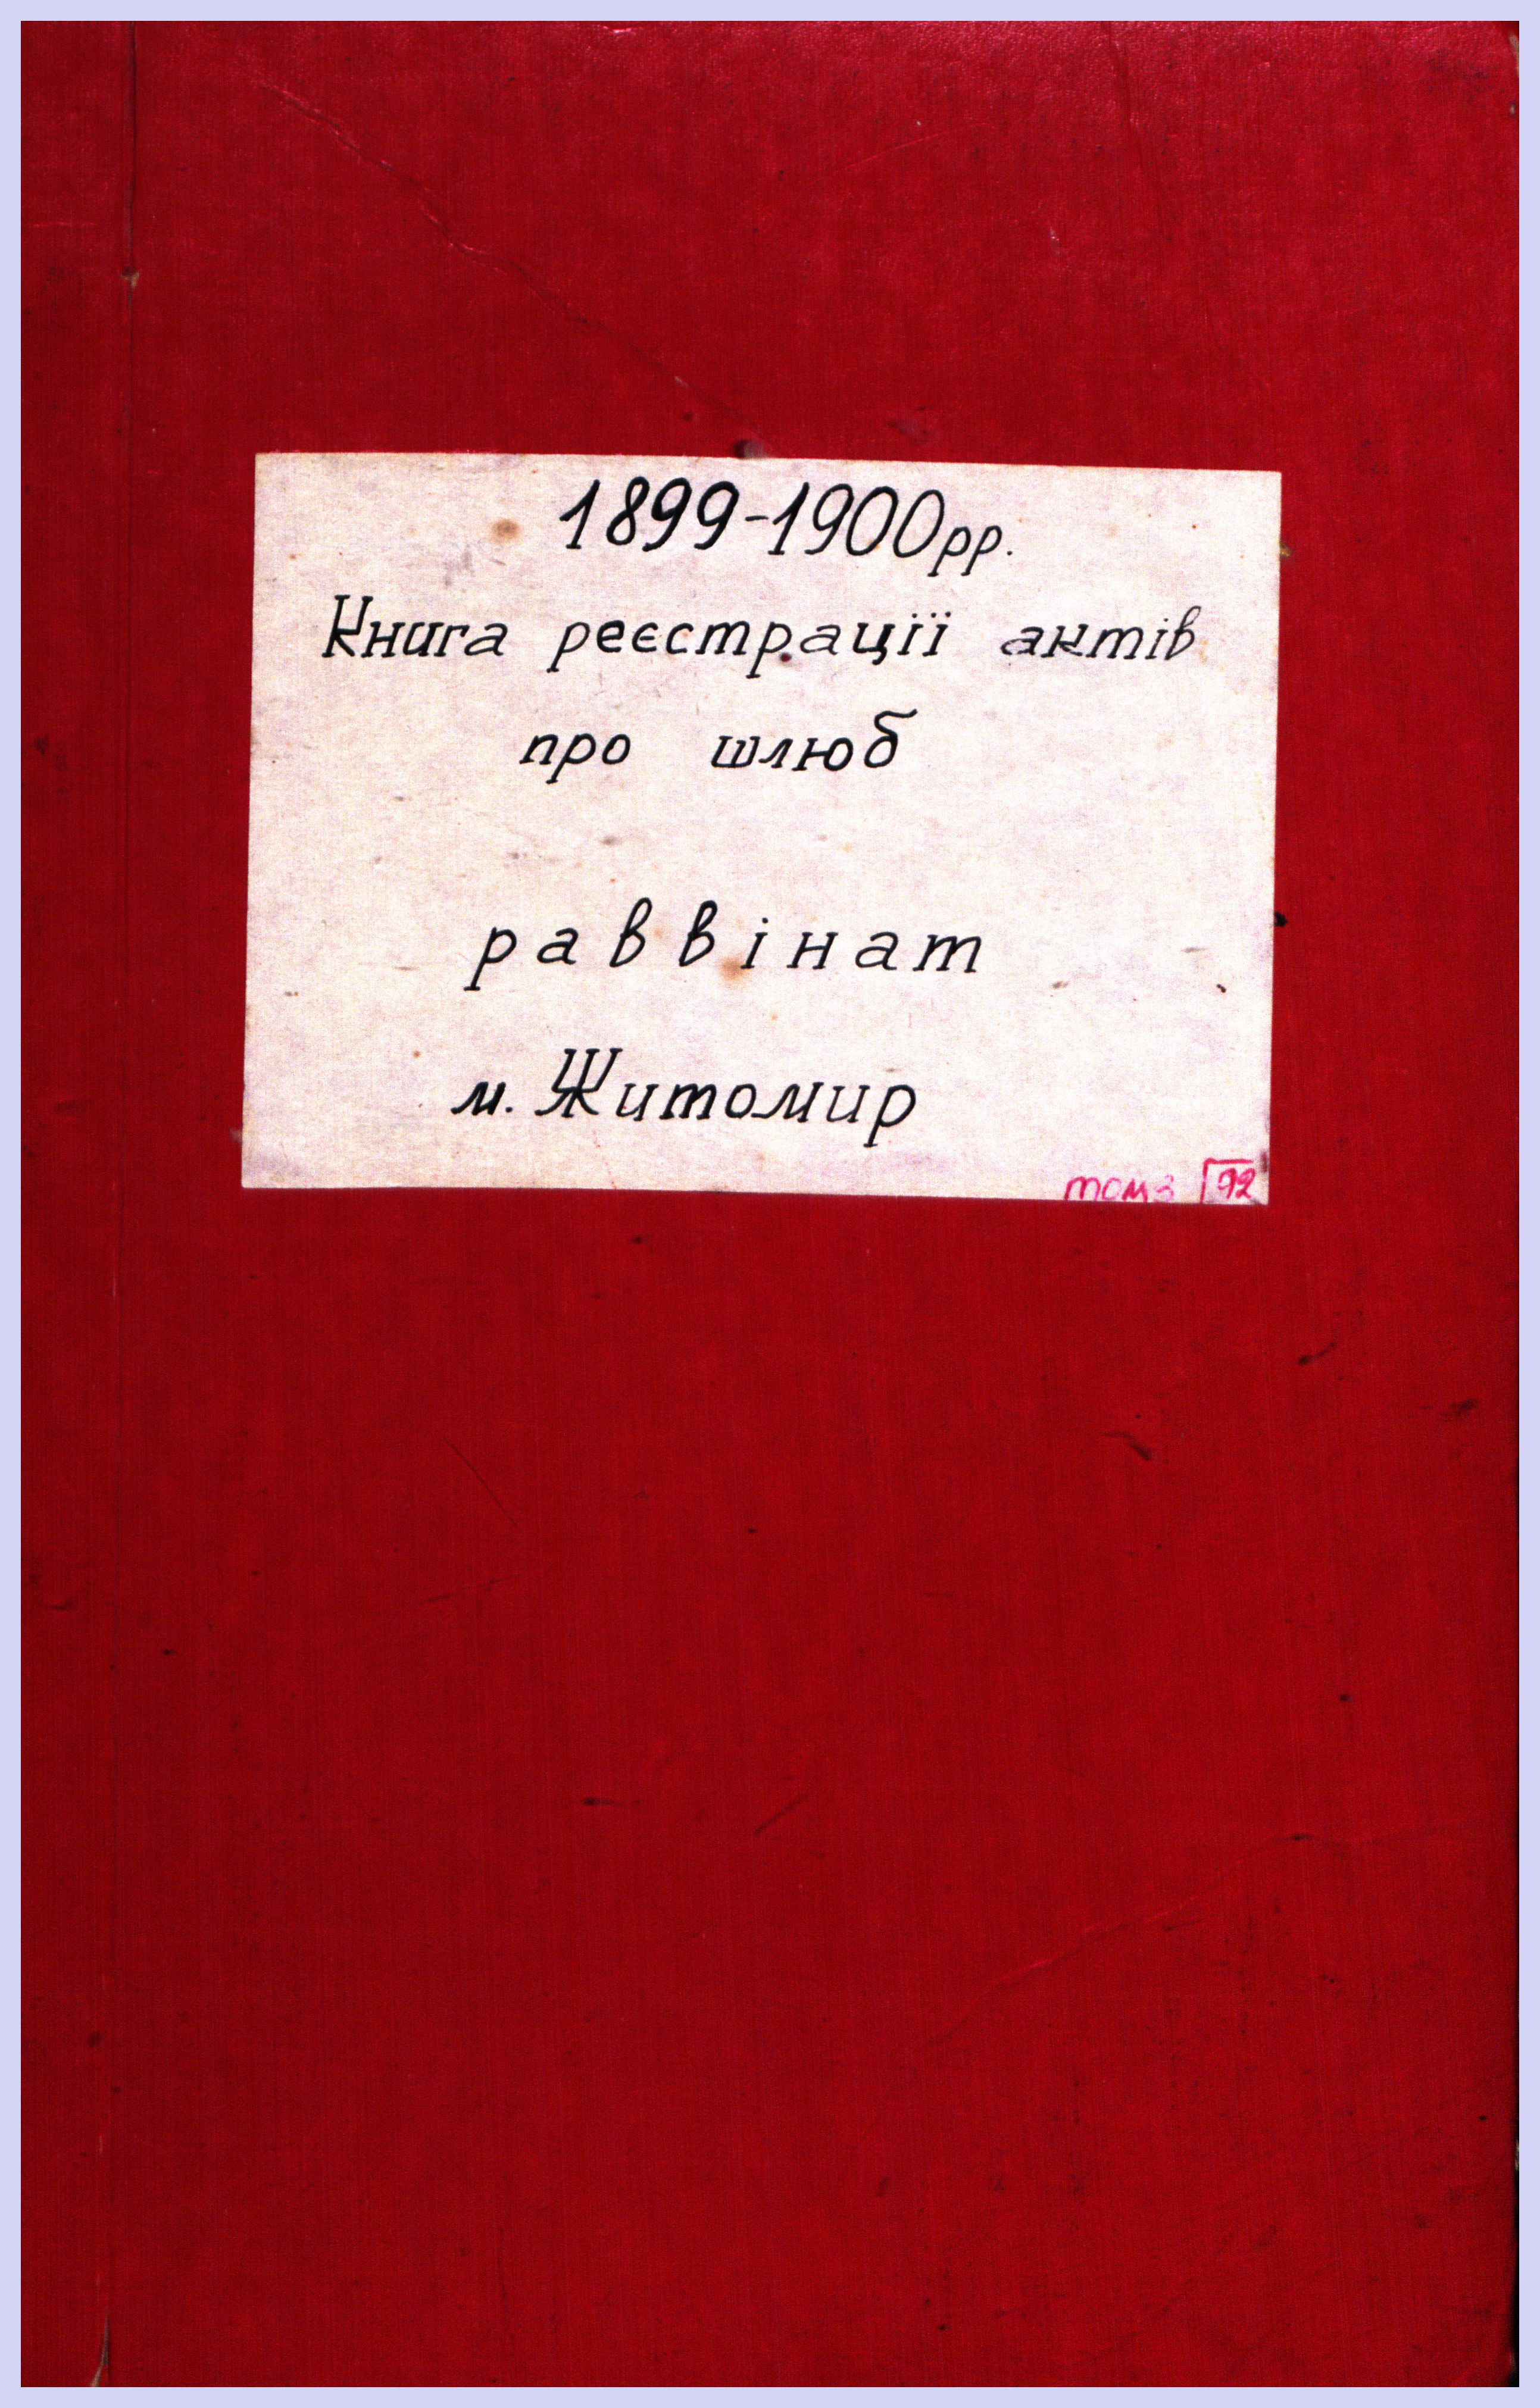 1899-1900рр.
Книга реєстрації актів
про шлюб
раввінат
м. Житомир
том 3 92